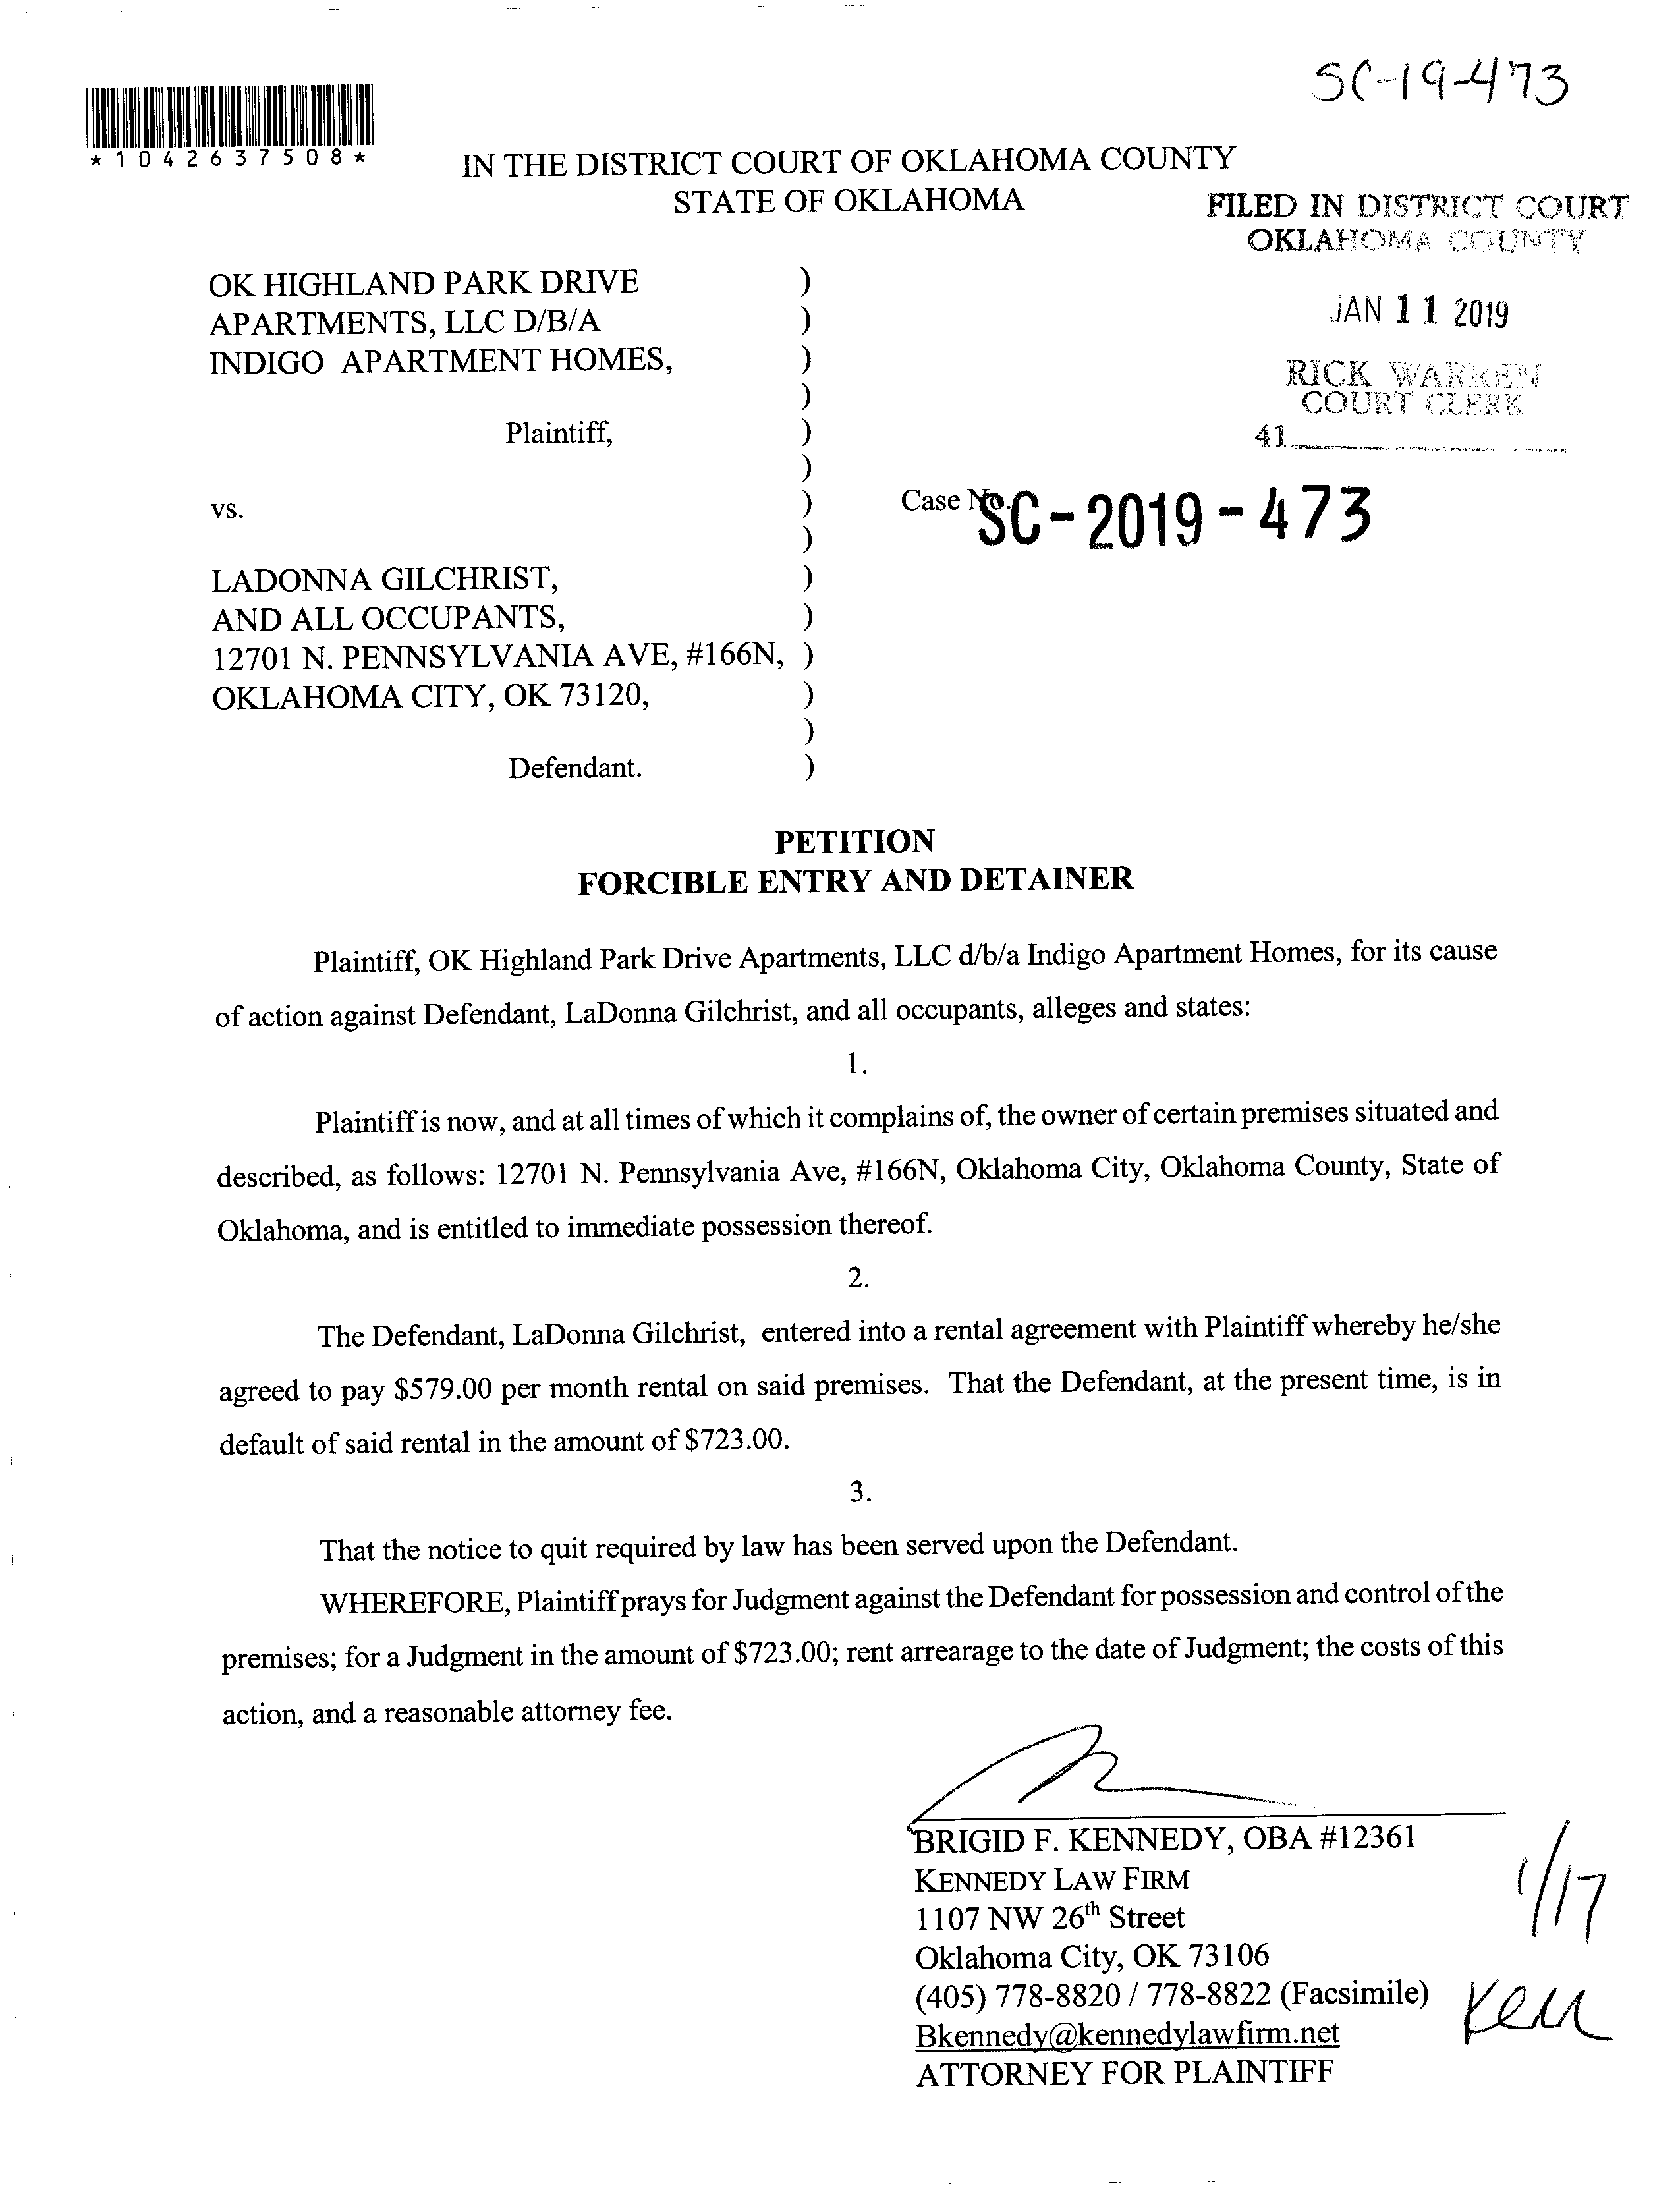 SC-19-473
*1042637508*
IN THE DISTRICT COURT OF OKLAHOMA COUNTY
STATE OF OKLAHOMA
FILED IN DISTRICT COURT
OKLAHOMA COUNTY
JAN 11 2019
RICK WARREN
COURT CLERK
41
OK HIGHLAND PARK DRIVE )
APARTMENTS, LLC D/B/A )
INDIGO APARTMENT HOMES, )
)
Plaintiff, )
)
vs. ) Case No. SC-2019-473
)
LADONNA GILCHRIST, )
AND ALL OCCUPANTS, )
12701 N. PENNSYLVANIA AVE, #166N, )
OKLAHOMA CITY, OK 73120, )
)
Defendant. )
PETITION
FORCIBLE ENTRY AND DETAINER
Plaintiff, OK Highland Park Drive Apartments, LLC d/b/a Indigo Apartment Homes, for its cause
of action against Defendant, LaDonna Gilchrist, and all occupants, alleges and states:
1.
Plaintiff is now, and at all times of which it complains of, the owner of certain premises situated and
described, as follows: 12701 N. Pennsylvania Ave, #166N, Oklahoma City, Oklahoma County, State of
Oklahoma, and is entitled to immediate possession thereof.
2.
The Defendant, LaDonna Gilchrist, entered into a rental agreement with Plaintiff whereby he/she
agreed to pay $579.00 per month rental on said premises. That the Defendant, at the present time, is in
default of said rental in the amount of $723.00.
3.
That the notice to quit required by law has been served upon the Defendant.
WHEREFORE, Plaintiff prays for Judgment against the Defendant for possession and control of the
premises; for a Judgment in the amount of $723.00; rent arrearage to the date of Judgment; the costs of this
action, and a reasonable attorney fee.
BRIGID F. KENNEDY, OBA #12361
KENNEDY LAW FIRM
1107 NW 26th Street
Oklahoma City, OK 73106
(405) 778-8820 / 778-8822 (Facsimile)
Bkennedy@kennedylawfirm.net
ATTORNEY FOR PLAINTIFF
1/17